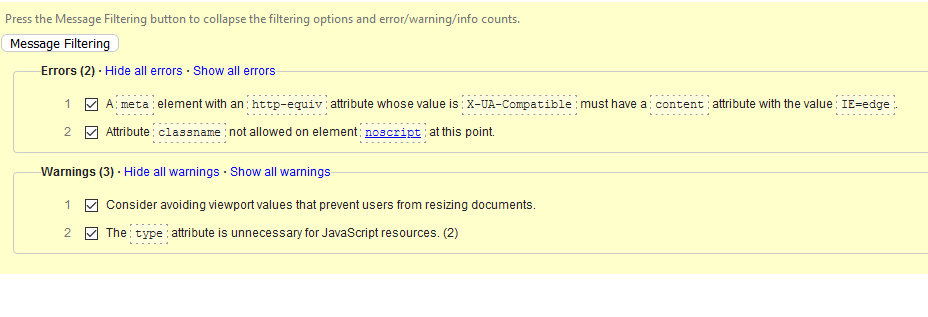 Press the Message Filtering button to collapse the filtering options and error/warning/info counts.
Message Filtering
Errors (2) · Hide all errors · Show all errors
1 A meta element with an http-equiv attribute whose value is X-UA-Compatible must have a content attribute with the value IE=edge.
2 Attribute classname not allowed on element noscript at this point.
Warnings (3) · Hide all warnings · Show all warnings
1 Consider avoiding viewport values that prevent users from resizing documents.
2 The type attribute is unnecessary for JavaScript resources. (2)